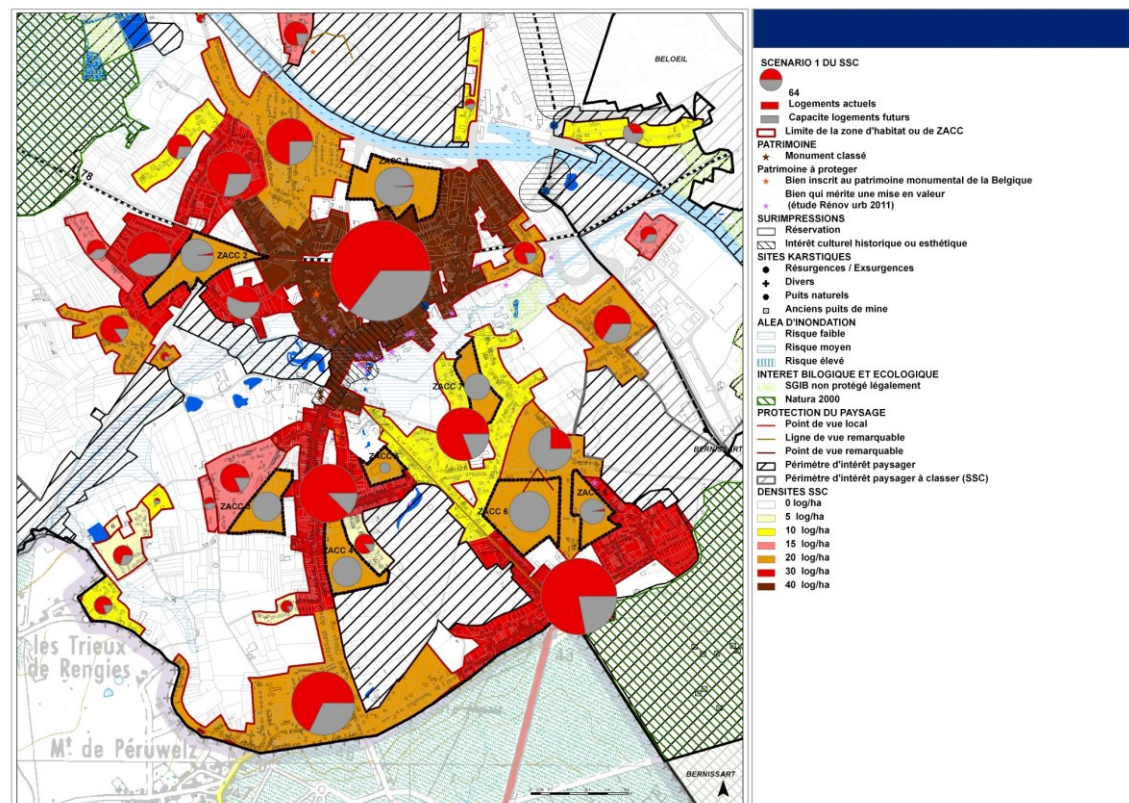 BELOEIL
78
ZACC 1
ZACC 2
ZACC 7
BERNISSART
ZACC 3
ZACC 6
ZACC 4
les Trieux
de Rengies
Mt de Péruwelz
BERNISSART
SCENARIO 1 DU SSC
64
Logements actuels
Capacite logements futurs
Limite de la zone d'habitat ou de ZACC
PATRIMOINE
Monument classé
Patrimoine à proteger
Bien inscrit au patrimoine monumental de la Belgique
Bien qui mérite une mise en valeur
(étude Rénov urb 2011)
SURIMPRESSIONS
Réservation
Intérêt culturel historique ou esthétique
SITES KARSTIQUES
Résurgences / Exsurgences
Divers
Puits naturels
Anciens puits de mine
ALEA D'INONDATION
Risque faible
Risque moyen
Risque élevé
INTERET BILOGIQUE ET ECOLOGIQUE
SGIB non protégé légalement
Natura 2000
PROTECTION DU PAYSAGE
Point de vue local
Ligne de vue remarquable
Point de vue remarquable
Périmètre d'intérêt paysager
Périmètre d'intérêt paysager à classer (SSC)
DENSITES SSC
0 log/ha
5 log/ha
10 log/ha
15 log/ha
20 log/ha
30 log/ha
40 log/ha